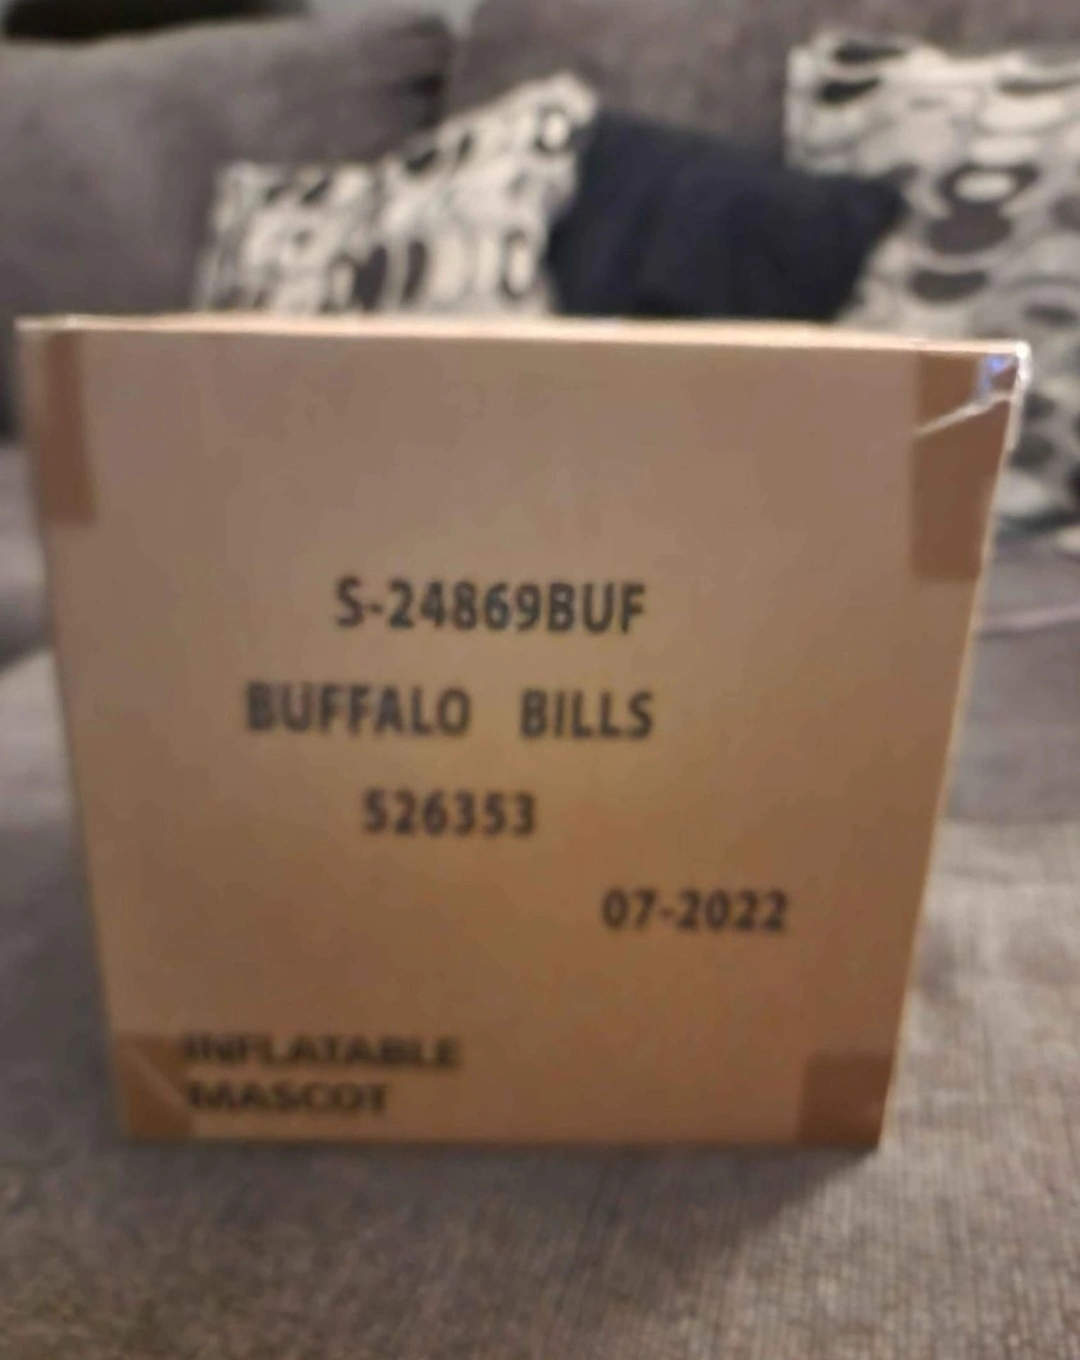 S-24869BUF
BUFFALO BILLS
526353
07-2022
INFLATABLE
MASCOT